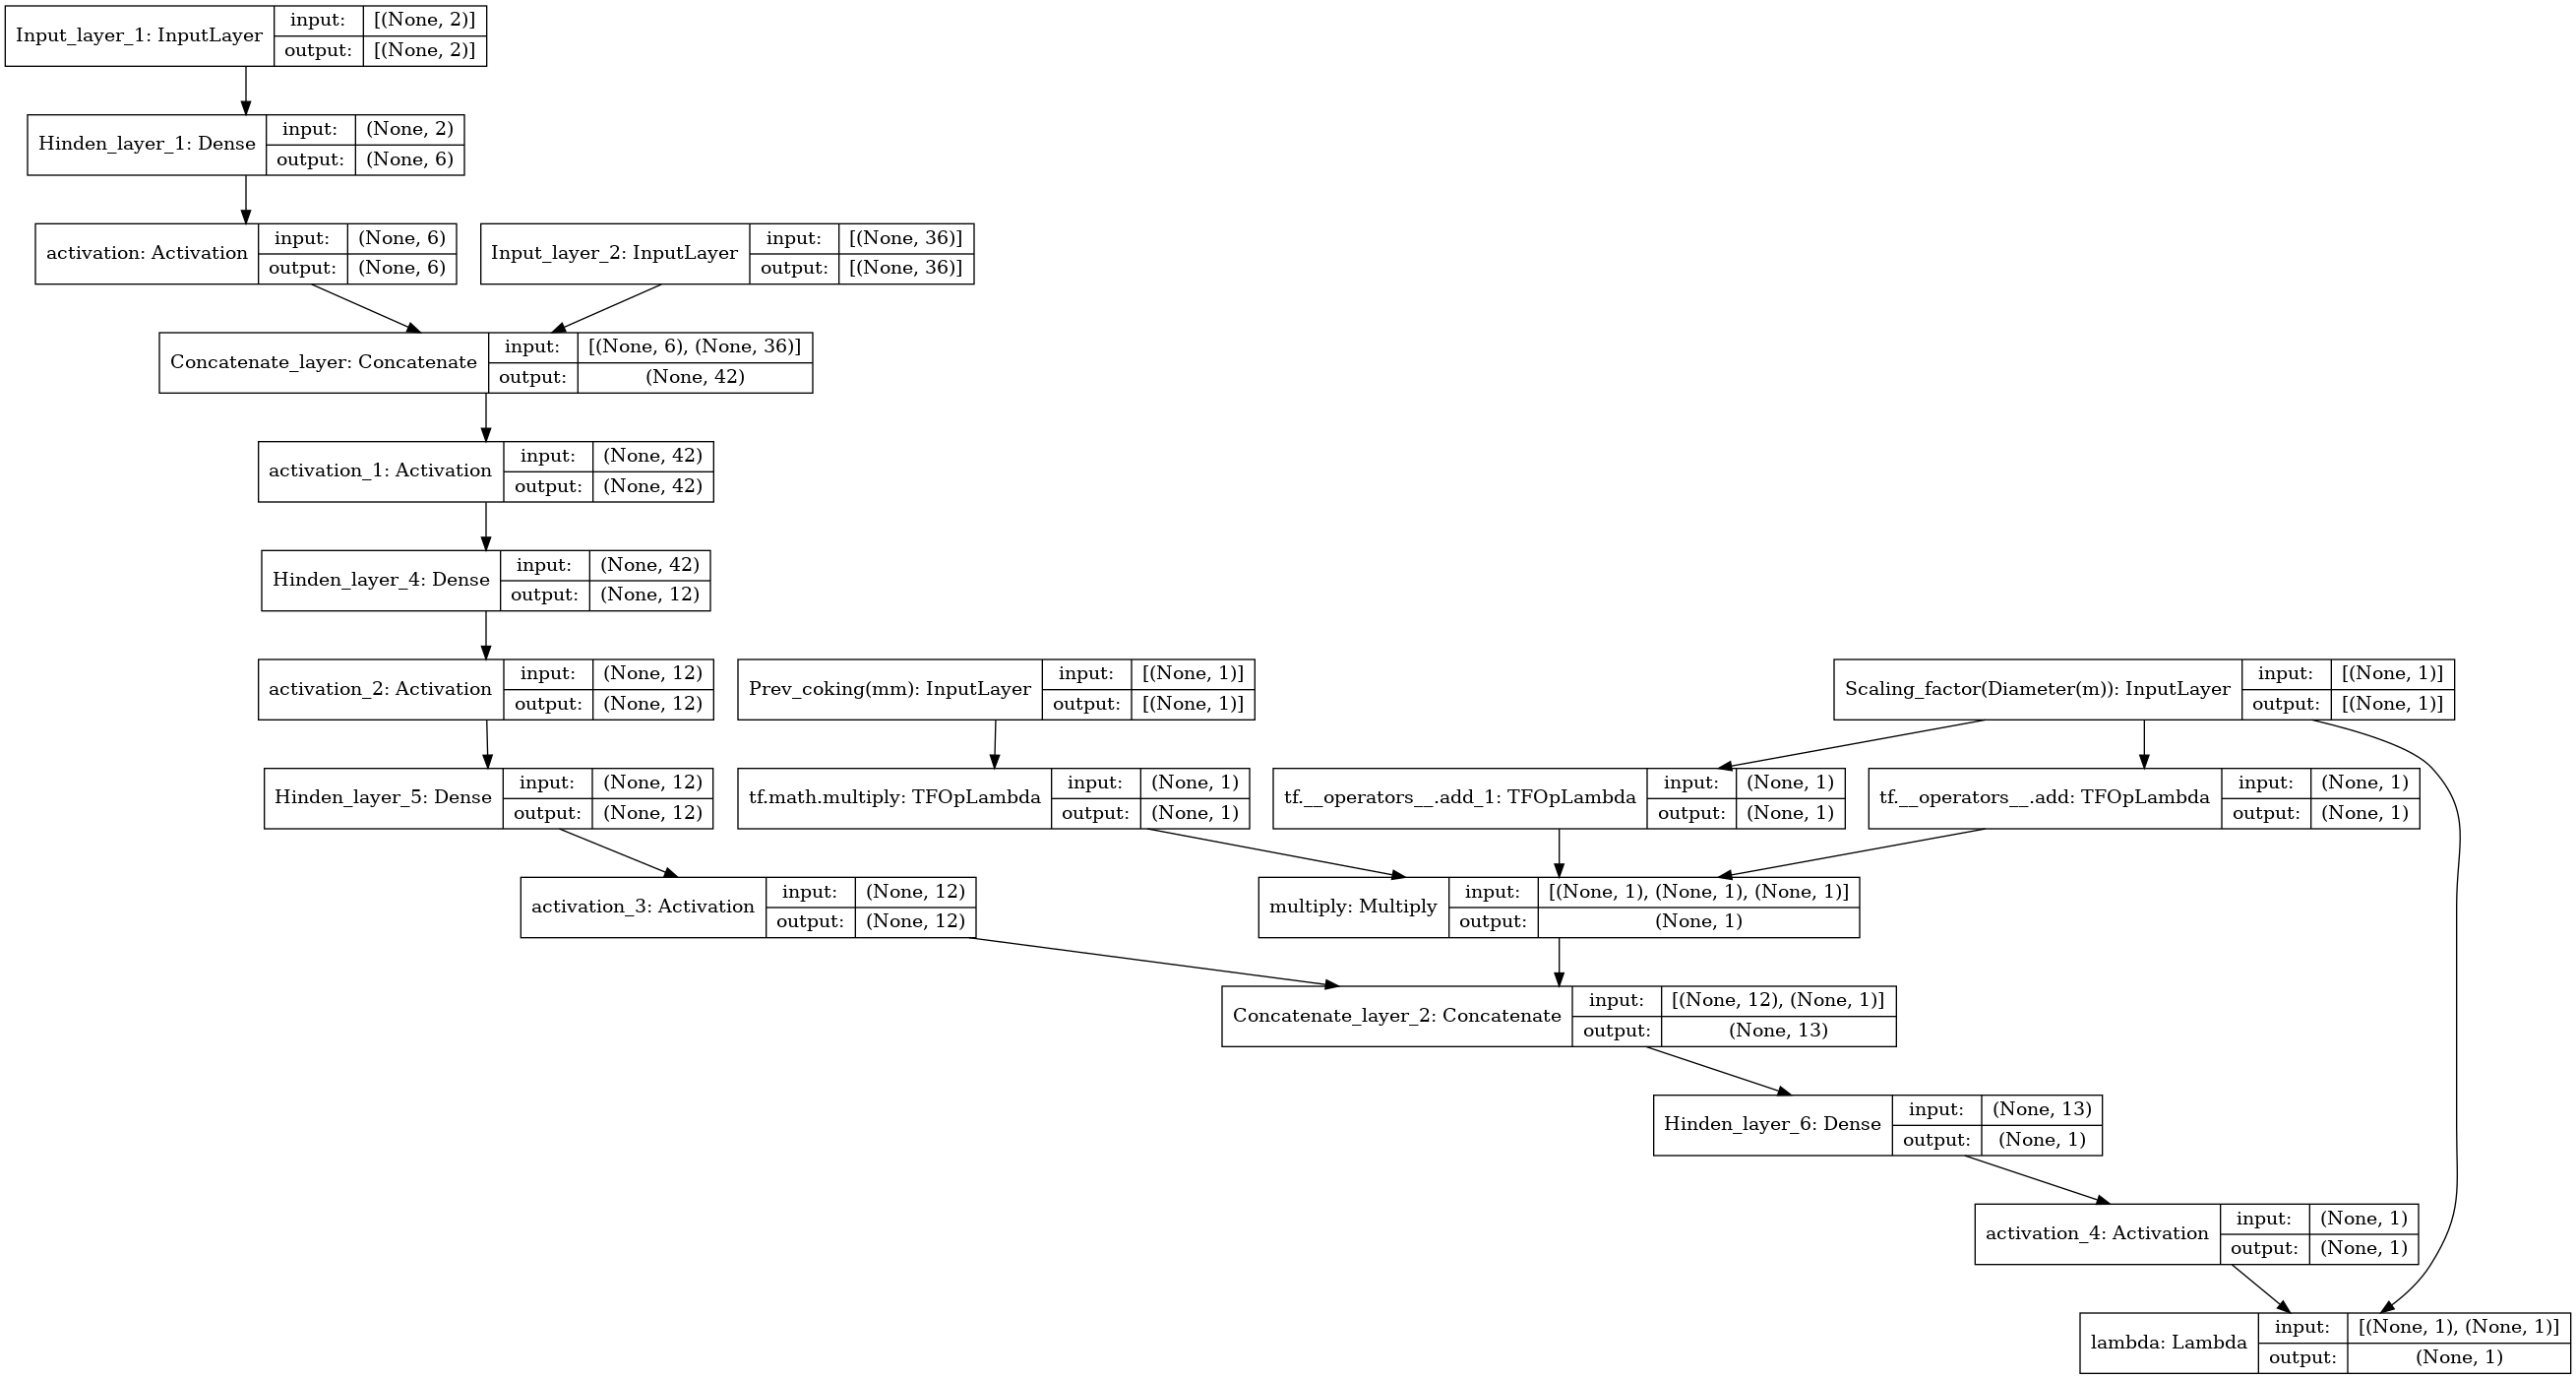 Input_layer_1: InputLayer
input: [(None, 2)]
output: [(None, 2)]
Hinden_layer_1: Dense
input: (None, 2)
output: (None, 6)
activation: Activation
input: (None, 6)
output: (None, 6)
Input_layer_2: InputLayer
input: [(None, 36)]
output: [(None, 36)]
Concatenate_layer: Concatenate
input: [(None, 6), (None, 36)]
output: (None, 42)
activation_1: Activation
input: (None, 42)
output: (None, 42)
Hinden_layer_4: Dense
input: (None, 42)
output: (None, 12)
activation_2: Activation
input: (None, 12)
output: (None, 12)
Prev_coking(mm): InputLayer
input: [(None, 1)]
output: [(None, 1)]
Scaling_factor(Diameter(m)): InputLayer
input: [(None, 1)]
output: [(None, 1)]
Hinden_layer_5: Dense
input: (None, 12)
output: (None, 12)
tf.math.multiply: TFOpLambda
input: (None, 1)
output: (None, 1)
tf.__operators__.add_1: TFOpLambda
input: (None, 1)
output: (None, 1)
tf.__operators__.add: TFOpLambda
input: (None, 1)
output: (None, 1)
activation_3: Activation
input: (None, 12)
output: (None, 12)
multiply: Multiply
input: [(None, 1), (None, 1), (None, 1)]
output: (None, 1)
Concatenate_layer_2: Concatenate
input: [(None, 12), (None, 1)]
output: (None, 13)
Hinden_layer_6: Dense
input: (None, 13)
output: (None, 1)
activation_4: Activation
input: (None, 1)
output: (None, 1)
lambda: Lambda
input: [(None, 1), (None, 1)]
output: (None, 1)